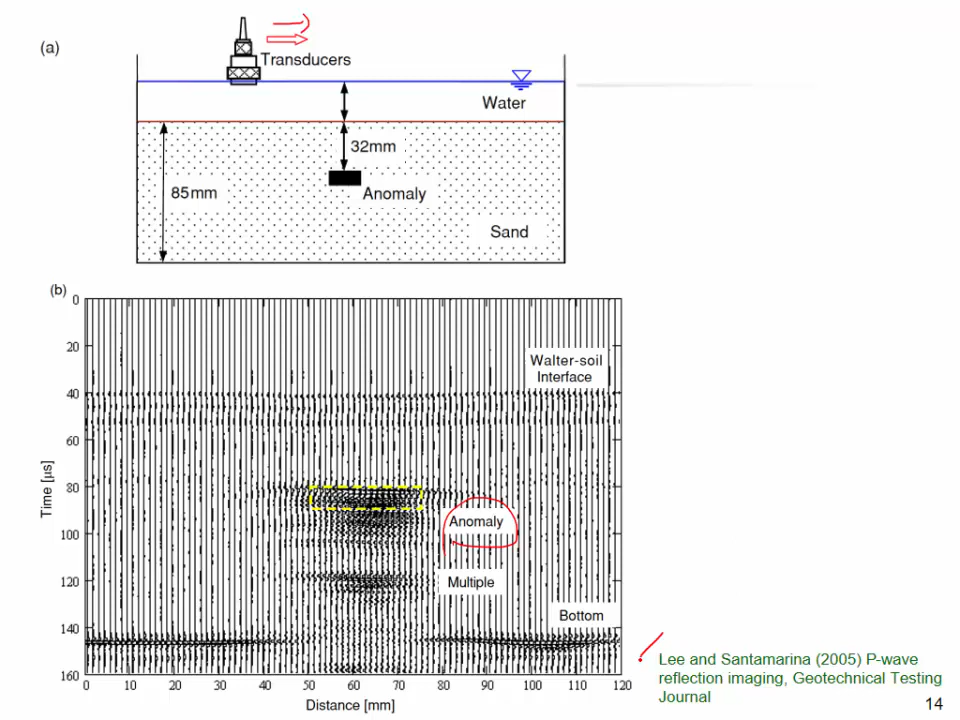 (a)
Transducers
Water
32mm
85mm
Anomaly
Sand
(b)
0
20
40
60
80
100
120
140
160
Time [µs]
Walter-soil
Interface
Anomaly
Multiple
Bottom
0 10 20 30 40 50 60 70 80 90 100 110 120
Distance [mm]
Lee and Santamarina (2005) P-wave
reflection imaging, Geotechnical Testing
Journal
14